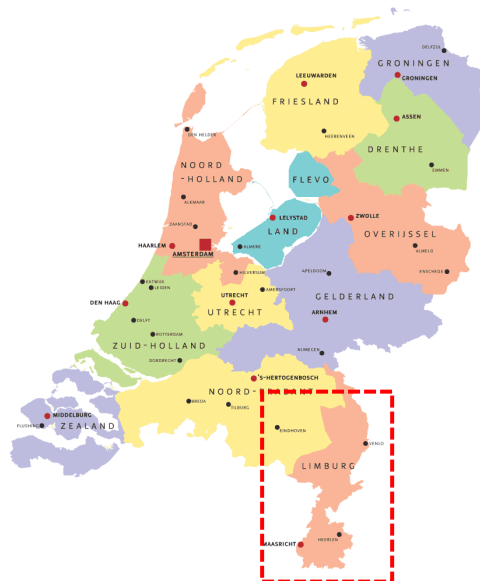 DELFZIJL
GRONINGEN
GRONINGEN
LEEUWARDEN
FRIESLAND
ASSEN
DEN HELDER
HEERENVEEN
DRENTHE
NOORD
-HOLLAND
EMMEN
FLEVO
ALKMAAR
ZAANSTAD
LELYSTAD
ZWOLLE
LAND
OVERIJSSEL
HAARLEM
ALMERE
ALMELO
AMSTERDAM
HILVERSUM
APELDOORN
ENSCHEDE
KATWIJK
LEIDEN
AMERSFOORT
UTRECHT
GELDERLAND
DEN HAAG
UTRECHT
ARNHEM
DELFT
ROTTERDAM
ZUID-HOLLAND
NIJMEGEN
DORDRECHT
'S-HERTOGENBOSCH
NOORD-
BREDA
TILBURG
MIDDELBURG
FLUSHING
ZEALAND
EINDHOVEN
VENLO
LIMBURG
HEERLEN
MAASRICHT